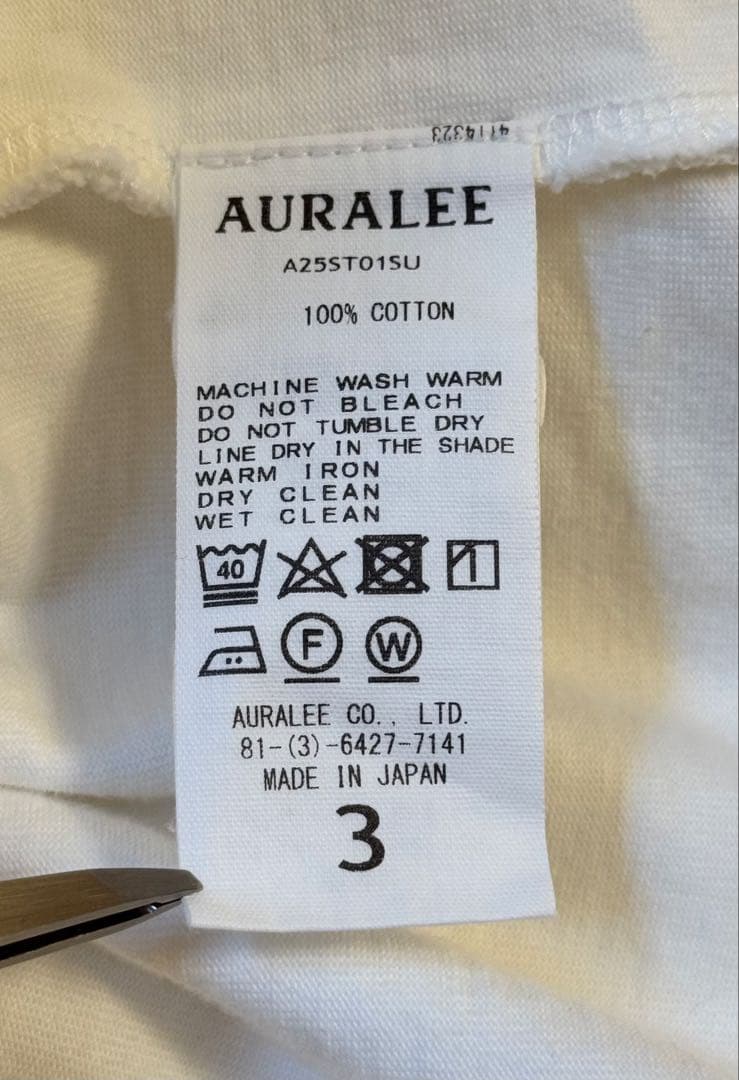 4114323
AURALEE
A25ST01SU
100% COTTON
MACHINE WASH WARM
DO NOT BLEACH
DO NOT TUMBLE DRY
LINE DRY IN THE SHADE
WARM IRON
DRY CLEAN
WET CLEAN
40
F W
AURALEE CO., LTD.
81-(3)-6427-7141
MADE IN JAPAN
3